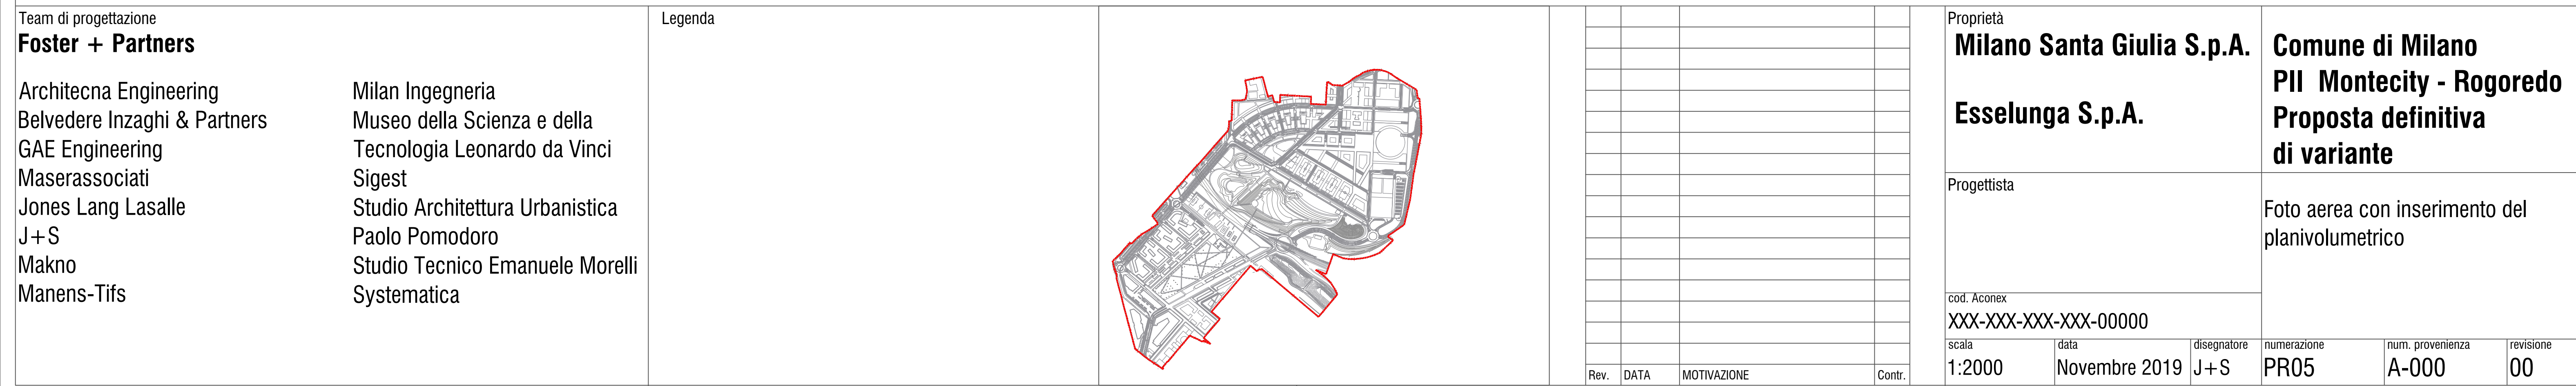 Team di progettazione
Foster + Partners
Architecna Engineering
Belvedere Inzaghi & Partners
GAE Engineering
Maserassociati
Jones Lang Lasalle
J+S
Makno
Manens-Tifs
Milan Ingegneria
Museo della Scienza e della
Tecnologia Leonardo da Vinci
Sigest
Studio Architettura Urbanistica
Paolo Pomodoro
Studio Tecnico Emanuele Morelli
Systematica
Legenda
Rev. DATA MOTIVAZIONE Contr.
Proprietà
Milano Santa Giulia S.p.A.
Esselunga S.p.A.
Comune di Milano
PII Montecity - Rogoredo
Proposta definitiva
di variante
Progettista
Foto aerea con inserimento del
planivolumetrico
cod. Aconex
XXX-XXX-XXX-XXX-00000
scala data disegnatore numerazione num. provenienza revisione
1:2000 Novembre 2019 J+S PR05 A-000 00